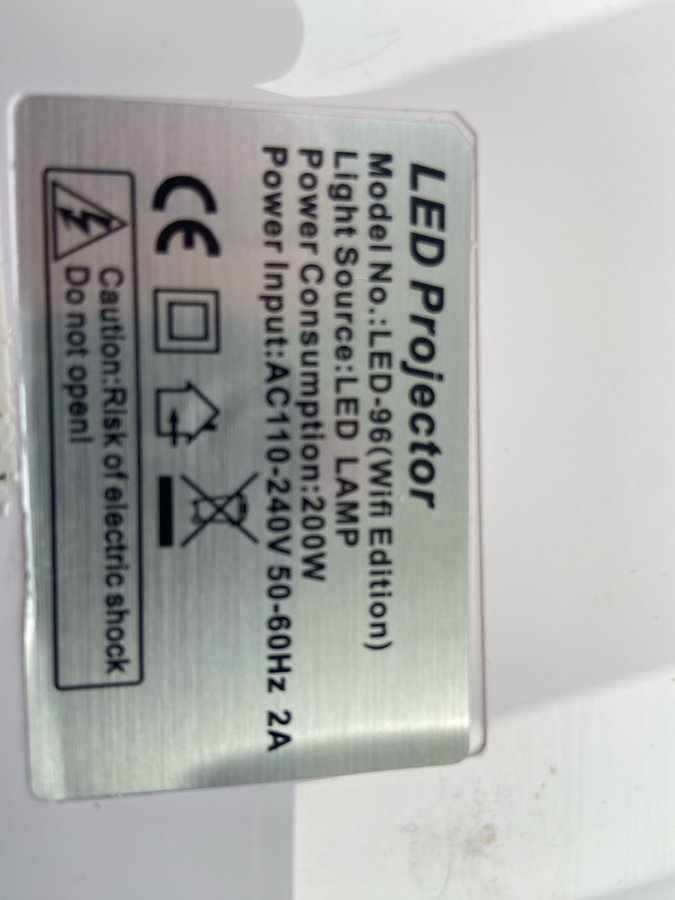 LED Projector
Model No.:LED-96(Wifi Edition)
Light Source:LED LAMP
Power Consumption:200W
Power Input:AC110-240V 50-60Hz 2A
CE
Caution:Risk of electric shock
Do not open!